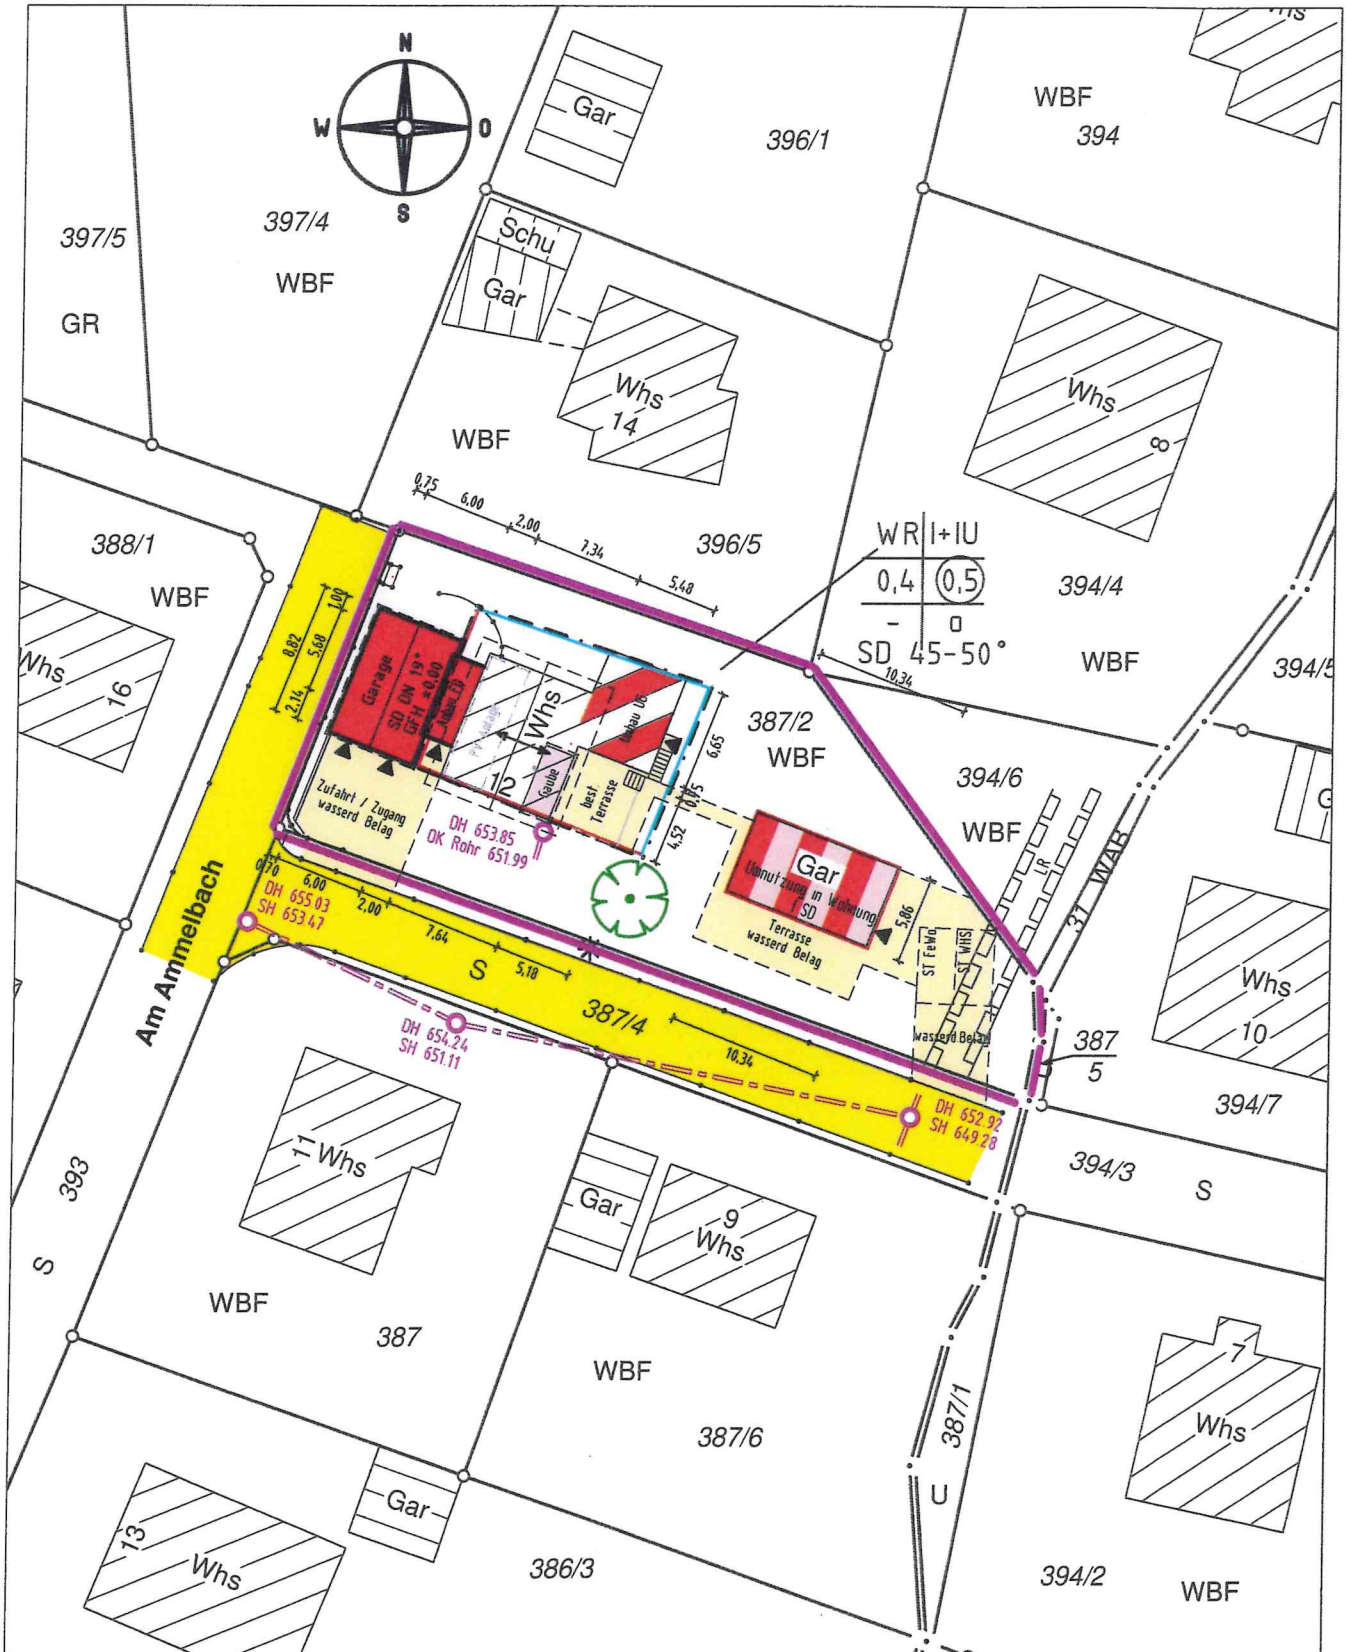 N
W
O
S
Whs
Gar
396/1
WBF
394
397/5
397/4
WBF
GR
Schu
Gar
Whs
14
WBF
Whs
8
0,75
6,00
2,00
7,34
5,48
396/5
WR I+IU
0,4 0,5
SD 45-50°
10,34
394/4
WBF
394/5
388/1
WBF
Whs
16
8,82
5,68
1,00
2,14
Garage
SD DN 19°
GFH ±0,00
PV-Anlage
Whs
12
Gaube
best
Terrasse
Umbau UG
387/2
WBF
6,65
0,75
4,52
394/6
WBF
G
Zufahrt / Zugang
wasserd Belag
DH 653.85
OK Rohr 651.99
Gar
Umnutzung in Wohnung
SD
Terrasse
wasserd Belag
5,86
ST FeWo
ST WHS
wasserd Belag
LR
31 WAB
Whs
10
0,70
6,00
2,00
7,64
5,18
DH 655.03
SH 653.47
Am Ammelbach
S
387/4
10,34
DH 654.24
SH 651.11
DH 652.92
SH 649.28
387
5
394/7
394/3
S
393
S
11
Whs
Gar
9
Whs
WBF
387
WBF
387/6
387/1
U
7
Whs
13
Whs
Gar
386/3
394/2
WBF